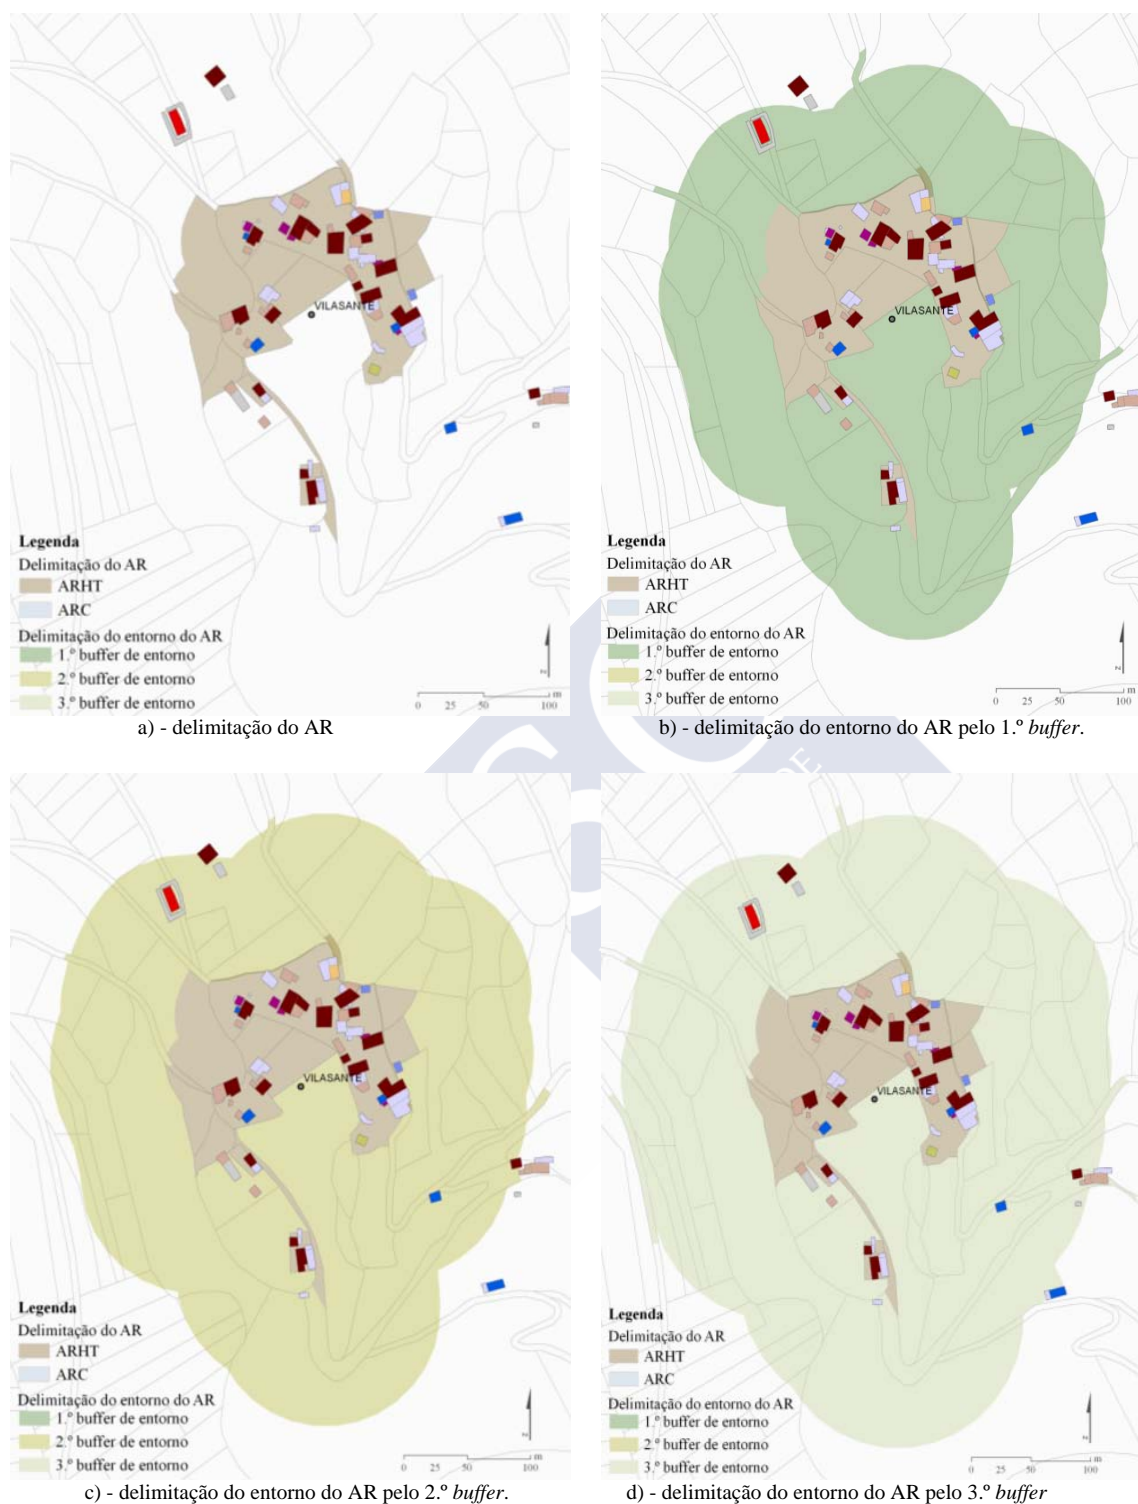 VILASANTE
Legenda
Delimitação do AR
ARHT
ARC
Delimitação do entorno do AR
1.º buffer de entorno
2.º buffer de entorno
3.º buffer de entorno
N
m
0 25 50 100
a) - delimitação do AR
VILASANTE
Legenda
Delimitação do AR
ARHT
ARC
Delimitação do entorno do AR
1.º buffer de entorno
2.º buffer de entorno
3.º buffer de entorno
N
m
0 25 50 100
b) - delimitação do entorno do AR pelo 1.º buffer.
VILASANTE
Legenda
Delimitação do AR
ARHT
ARC
Delimitação do entorno do AR
1.º buffer de entorno
2.º buffer de entorno
3.º buffer de entorno
N
m
0 25 50 100
c) - delimitação do entorno do AR pelo 2.º buffer.
VILASANTE
Legenda
Delimitação do AR
ARHT
ARC
Delimitação do entorno do AR
1.º buffer de entorno
2.º buffer de entorno
3.º buffer de entorno
N
m
0 25 50 100
d) - delimitação do entorno do AR pelo 3.º buffer